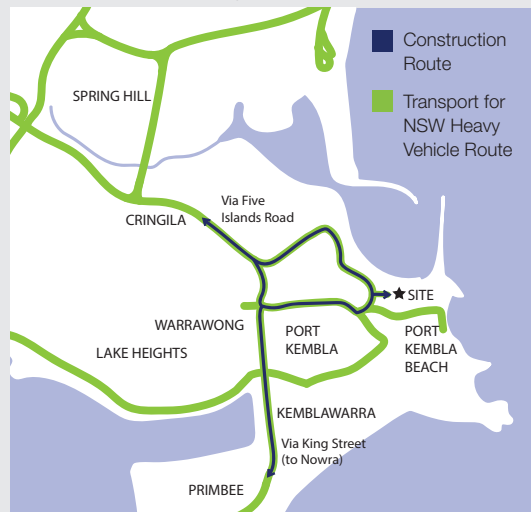 Construction
Route
Transport for
NSW Heavy
Vehicle Route
SPRING HILL
Via Five
Islands Road
CRINGILA
SITE
WARRAWONG
PORT
KEMBLA
PORT
KEMBLA
BEACH
LAKE HEIGHTS
KEMBLAWARRA
Via King Street
(to Nowra)
PRIMBEE